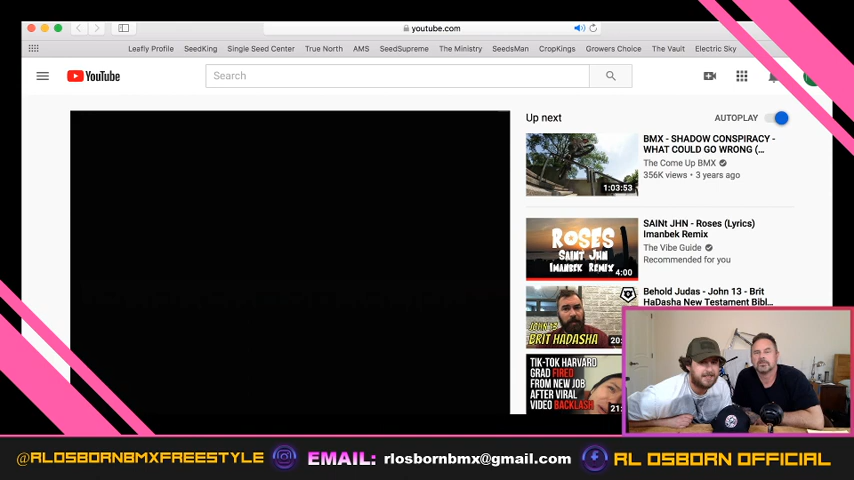 youtube.com
Leafly Profile SeedKing Single Seed Center True North AMS SeedSupreme The Ministry SeedsMan CropKings Growers Choice The Vault Electric Sky
YouTube
Search
Up next
AUTOPLAY
BMX - SHADOW CONSPIRACY -
WHAT COULD GO WRONG (...
The Come Up BMX
356K views • 3 years ago
1:03:53
SAINt JHN - Roses (Lyrics)
Imanbek Remix
The Vibe Guide
Recommended for you
ROSES
SAINT JHN
IMANBEK REMIX
4:00
Behold Judas - John 13 - Brit
HaDasha New Testament Bibl...
JOHN 13
BRIT HADASHA
20:
TIK-TOK HARVARD
GRAD FIRED
FROM NEW JOB
AFTER VIRAL
VIDEO BACKLASH
21:
@RLOSBORNBMXFREESTYLE
EMAIL: rlosbornbmx@gmail.com
RL OSBORN OFFICIAL